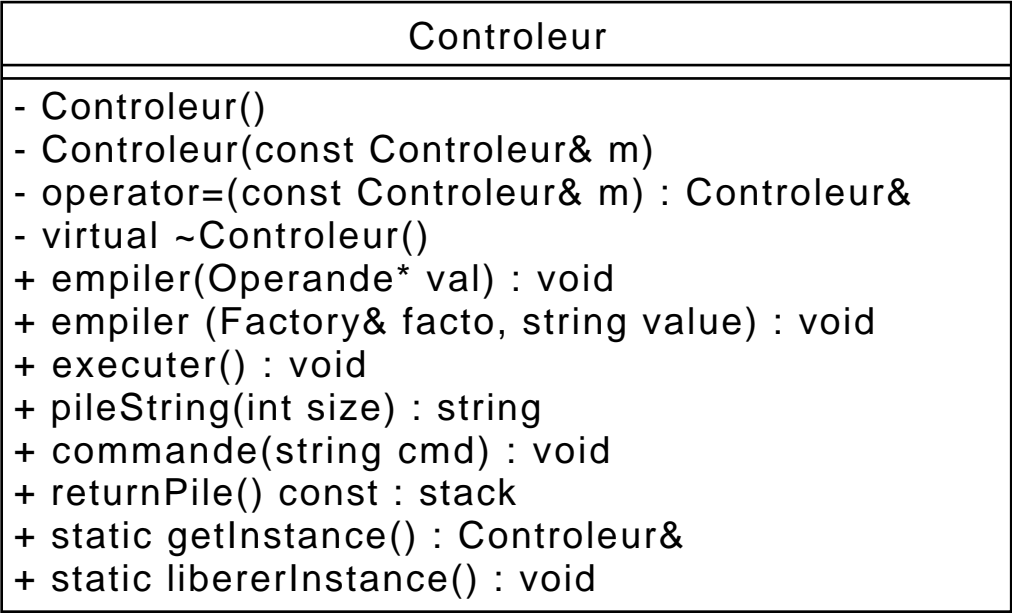 Controleur
- Controleur()
- Controleur(const Controleur& m)
- operator=(const Controleur& m) : Controleur&
- virtual ~Controleur()
+ empiler(Operande* val) : void
+ empiler (Factory& facto, string value) : void
+ executer() : void
+ pileString(int size) : string
+ commande(string cmd) : void
+ returnPile() const : stack
+ static getInstance() : Controleur&
+ static libererInstance() : void